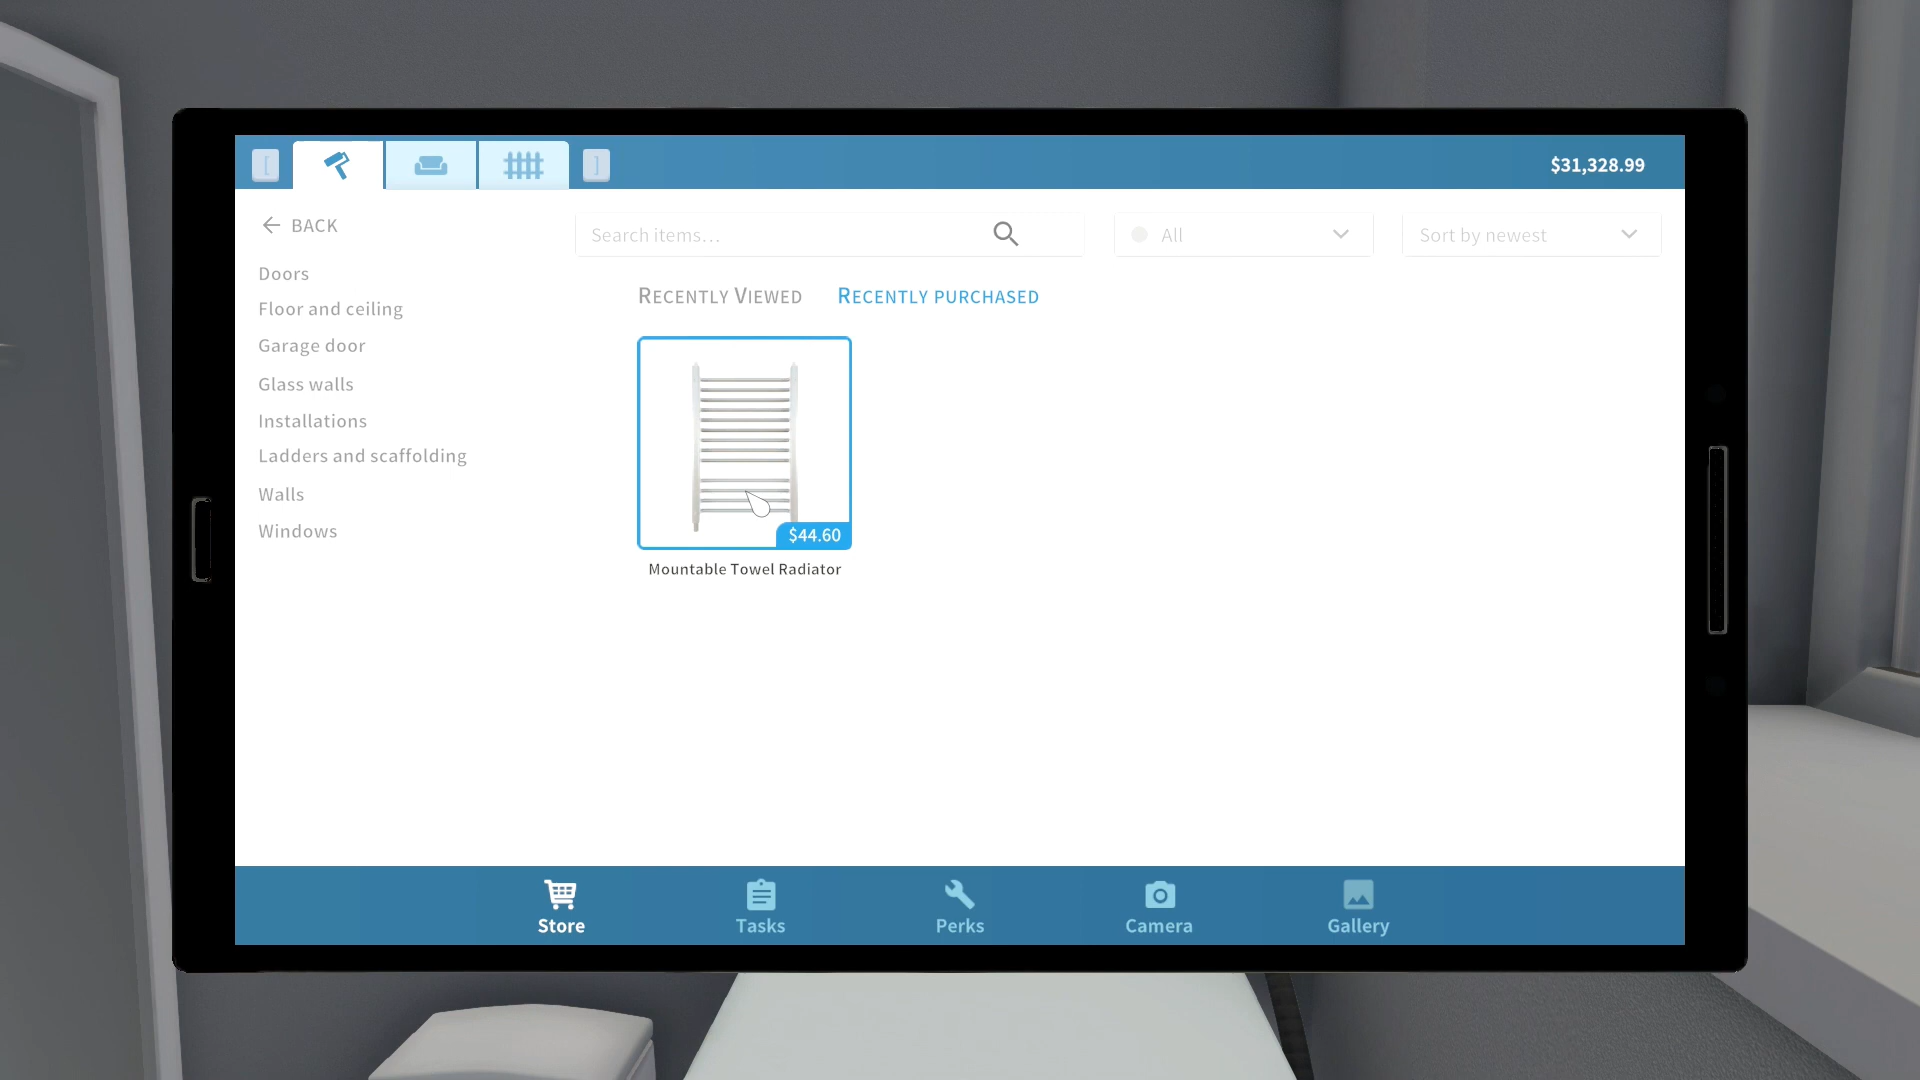 [
]
$31,328.99
BACK
Search items...
All
Sort by newest
Doors
Floor and ceiling
Garage door
Glass walls
Installations
Ladders and scaffolding
Walls
Windows
RECENTLY VIEWED
RECENTLY PURCHASED
$44.60
Mountable Towel Radiator
Store
Tasks
Perks
Camera
Gallery